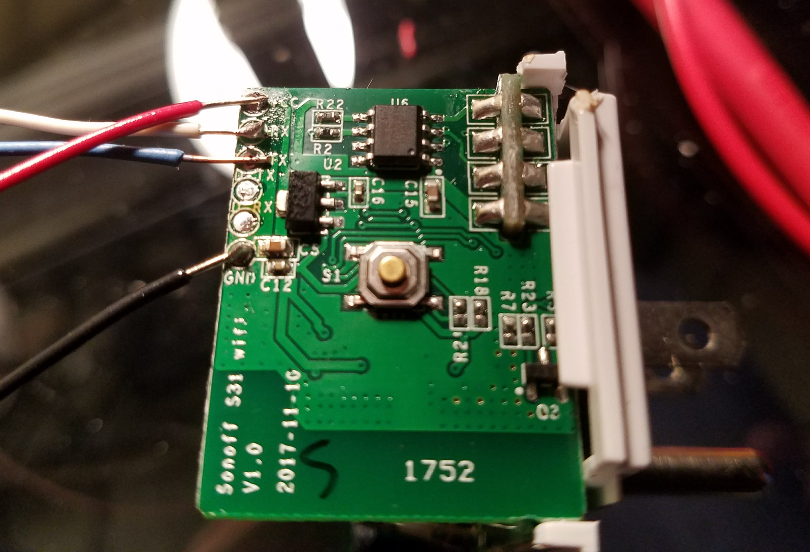 R22
U6
RX
R2
TX
U2
C16
C15
GND
C12
S1
R18
R7
R23
Sonoff S31 wifi
V1.0
2017-11-16
1752